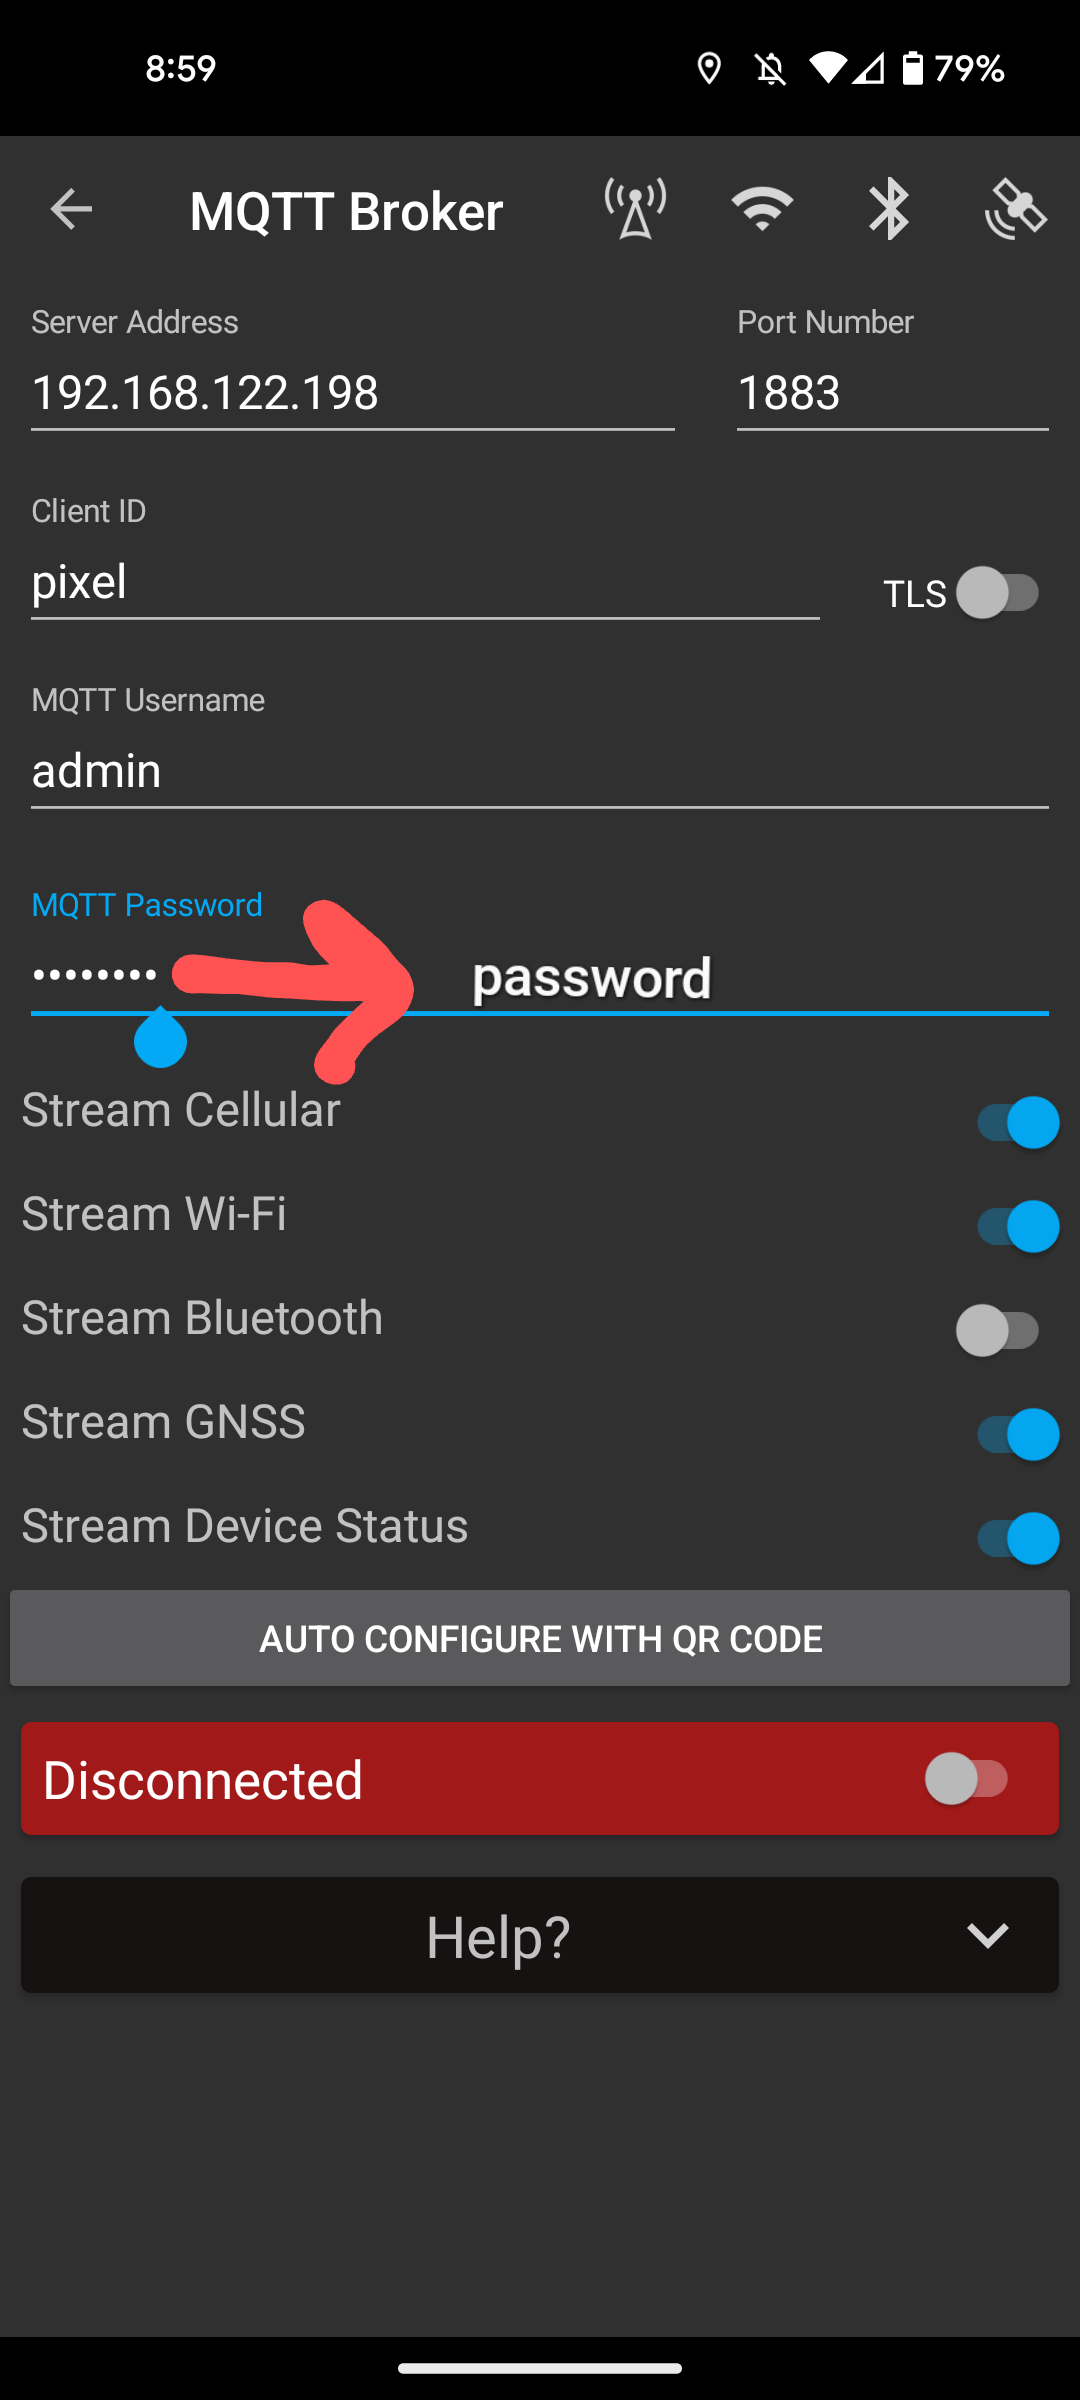 8:59
79%
MQTT Broker
Server Address
Port Number
192.168.122.198
1883
Client ID
pixel
TLS
MQTT Username
admin
MQTT Password
••••••••
password
Stream Cellular
Stream Wi-Fi
Stream Bluetooth
Stream GNSS
Stream Device Status
AUTO CONFIGURE WITH QR CODE
Disconnected
Help?